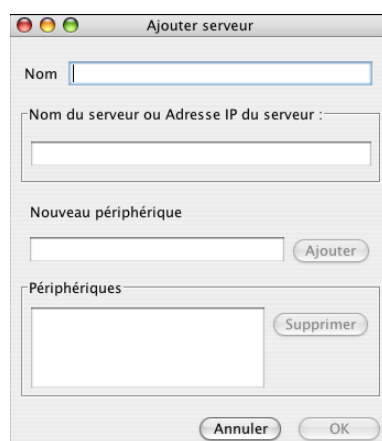 Ajouter serveur
Nom
Nom du serveur ou Adresse IP du serveur :
Nouveau périphérique
Ajouter
Périphériques
Supprimer
Annuler
OK